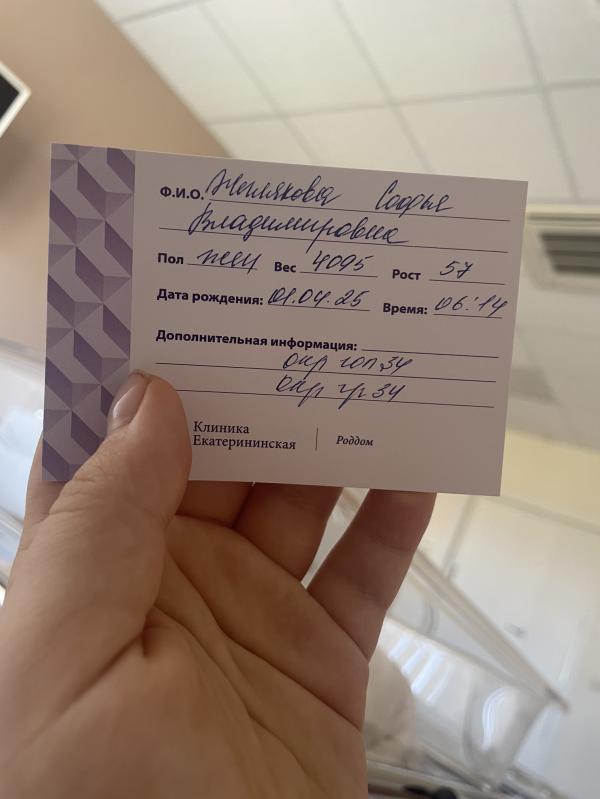 Ф.И.О. Желякова Софья
Владимировна
Пол жен Вес 4095 Рост 57
Дата рождения: 01.04.25 Время: 06:14
Дополнительная информация:
окр гол 34
окр гр. 34
Клиника
Екатерининская Роддом